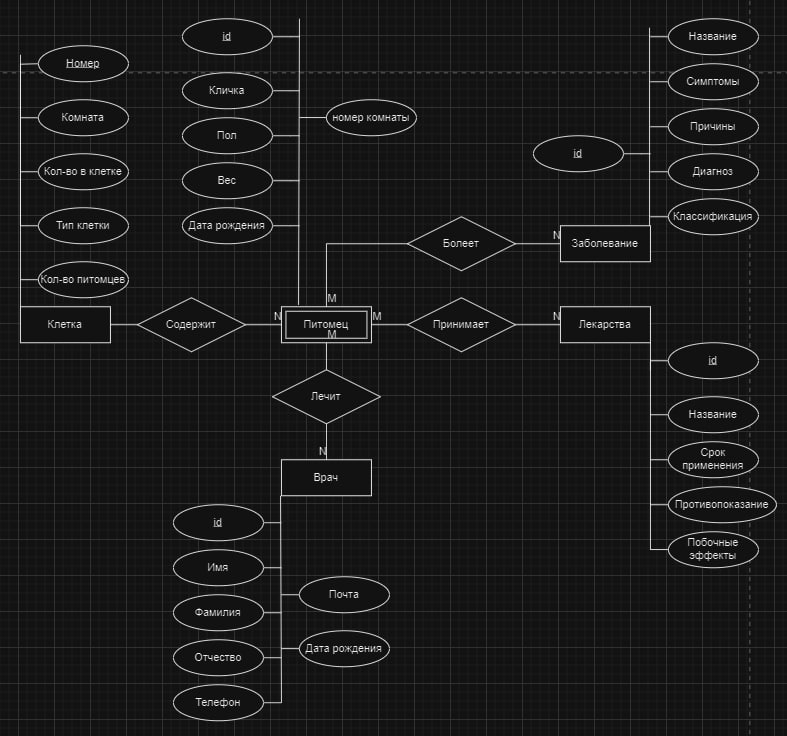 Номер
Комната
Кол-во в клетке
Тип клетки
Кол-во питомцев
Клетка
Содержит
id
Кличка
Пол
Вес
Дата рождения
номер комнаты
N
Питомец
M
M
M
Болеет
N
Заболевание
id
Название
Симптомы
Причины
Диагноз
Классификация
Принимает
N
Лекарства
id
Название
Срок
применения
Противопоказание
Побочные
эффекты
Лечит
N
Врач
id
Имя
Фамилия
Отчество
Телефон
Почта
Дата рождения